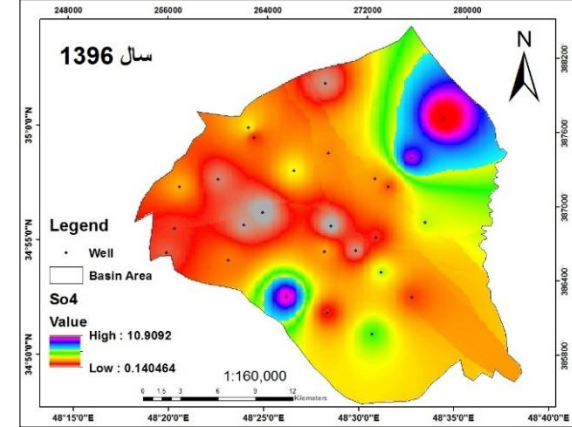 248000 256000 264000 272000 280000
سال 1396
N
35°0'0"N
34°55'0"N
34°50'0"N
388200
387600
387000
386400
385800
Legend
Well
Basin Area
So4
Value
High : 10.9092
Low : 0.140464
1:160,000
0 1.5 3 6 9 12
Kilometers
48°15'0"E 48°20'0"E 48°25'0"E 48°30'0"E 48°35'0"E 48°40'0"E